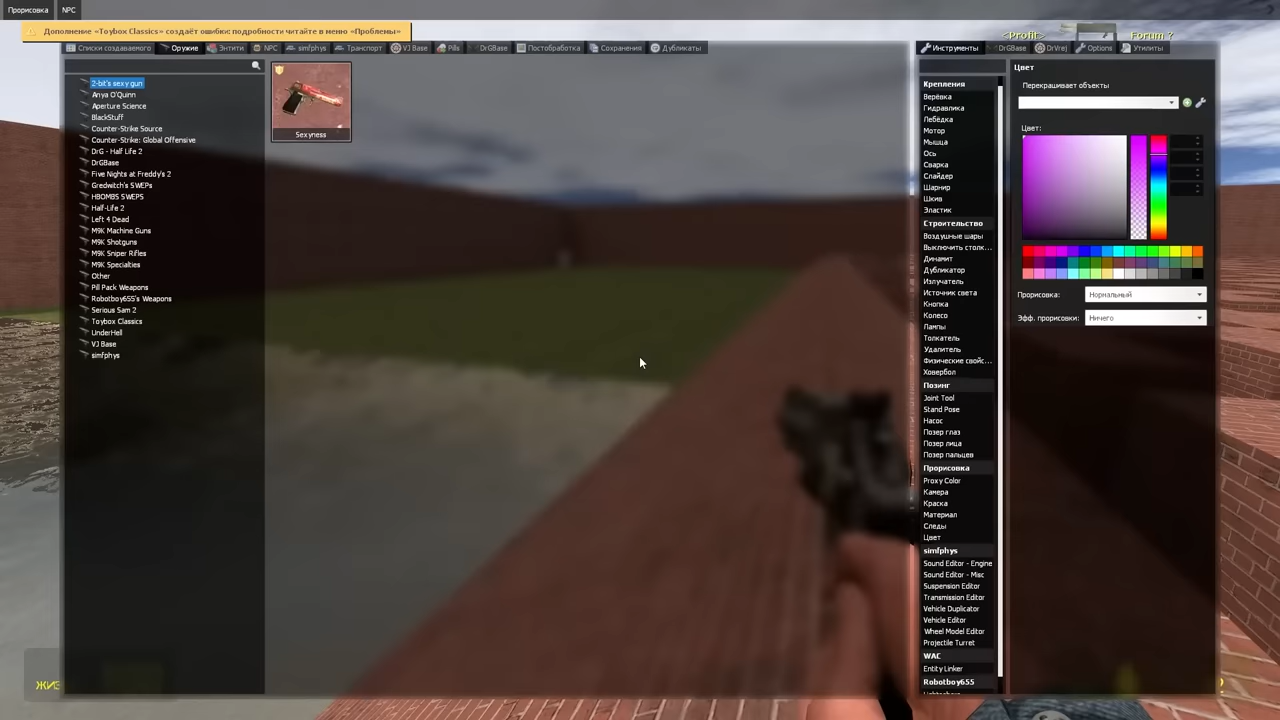 Прорисовка NPC
Дополнение «Toybox Classics» создаёт ошибки: подробности читайте в меню «Проблемы»
<Profil> Forum ?
Списки создаваемого Оружие Энтити NPC simfphys Транспорт VJ Base Pills DrGBase Постобработка Сохранения Дубликаты
2-bit's sexy gun
Anya O'Quinn
Aperture Science
BlackStuff
Counter-Strike Source
Counter-Strike: Global Offensive
DrG - Half Life 2
DrGBase
Five Nights at Freddy's 2
Gredwitch's SWEPs
HBOMBS SWEPS
Half-Life 2
Left 4 Dead
M9K Machine Guns
M9K Shotguns
M9K Sniper Rifles
M9K Specialties
Other
Pill Pack Weapons
Robotboy655's Weapons
Serious Sam 2
Toybox Classics
UnderHell
VJ Base
simfphys
Sexyness
Инструменты DrGBase DrVrej Options Утилиты
Крепления
Верёвка
Гидравлика
Лебёдка
Мотор
Мышца
Ось
Сварка
Слайдер
Шарнир
Шкив
Эластик
Строительство
Воздушные шары
Выключить столк...
Динамит
Дубликатор
Излучатель
Источник света
Кнопка
Колесо
Лампы
Толкатель
Удалитель
Физические свойс...
Ховербол
Позинг
Joint Tool
Stand Pose
Насос
Позер глаз
Позер лица
Позер пальцев
Прорисовка
Proxy Color
Камера
Краска
Материал
Следы
Цвет
simfphys
Sound Editor - Engine
Sound Editor - Misc
Suspension Editor
Transmission Editor
Vehicle Duplicator
Vehicle Editor
Wheel Model Editor
Projectile Turret
WAC
Entity Linker
Robotboy655
Цвет
Перекрашивает объекты
Цвет:
Прорисовка: Нормальный
Эфф. прорисовки: Ничего